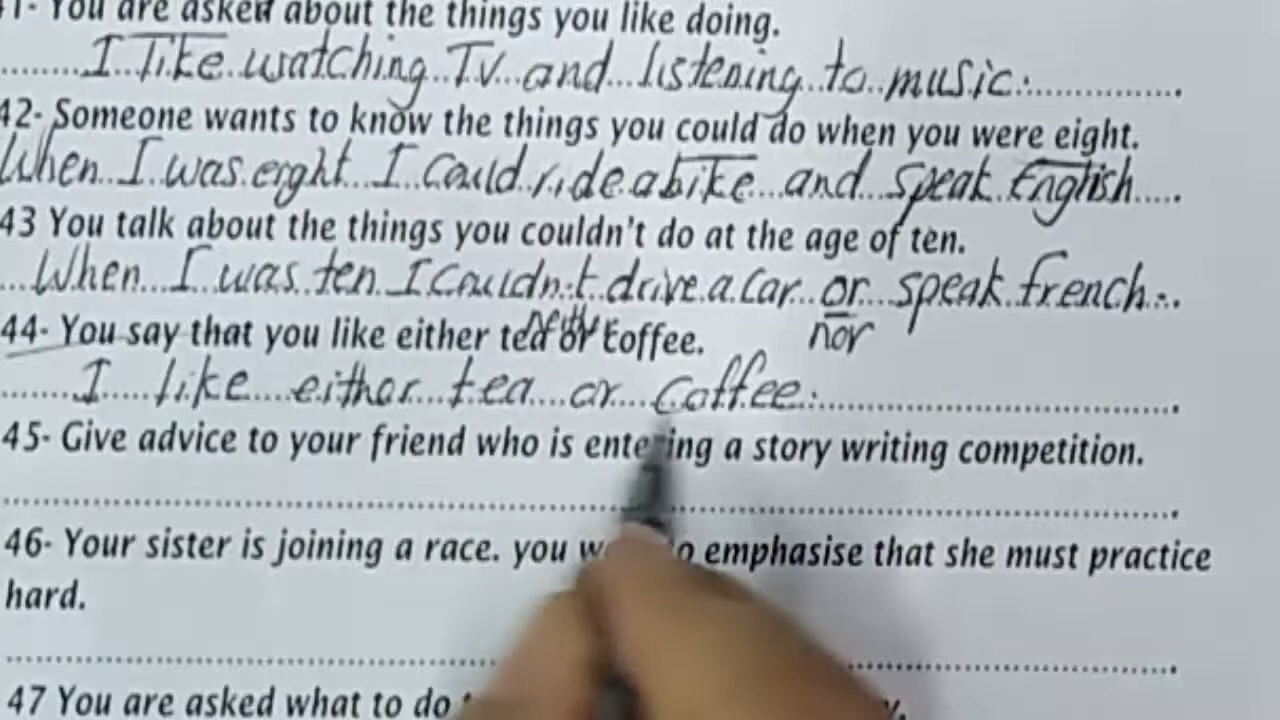 41- You are asked about the things you like doing.
I like watching TV and listening to music.
42- Someone wants to know the things you could do when you were eight.
When I was eight I could ride a bike and speak English
43 You talk about the things you couldn't do at the age of ten.
When I was ten I couldn't drive a car or speak french.
nor
44- You say that you like either tea or coffee.
I like either tea or coffee.
45- Give advice to your friend who is entering a story writing competition.
46- Your sister is joining a race. you to emphasise that she must practice
hard.
47 You are asked what to do